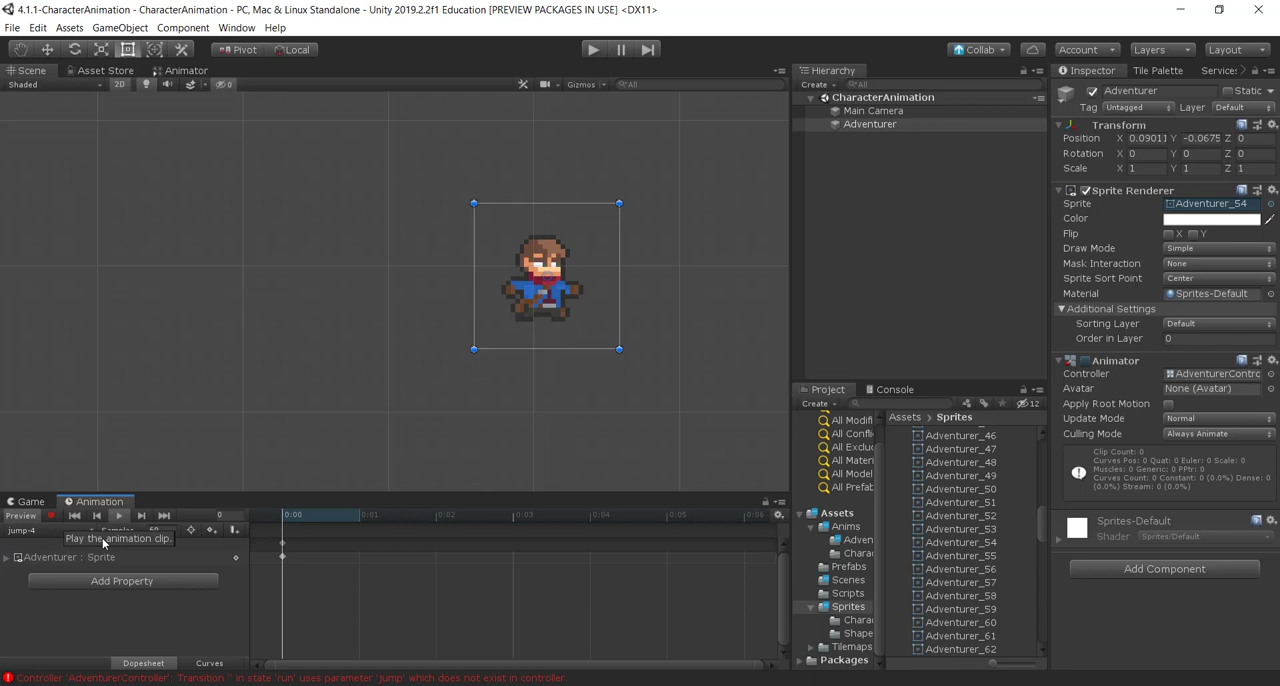 4.1.1-CharacterAnimation - CharacterAnimation - PC, Mac & Linux Standalone - Unity 2019.2.2f1 Education [PREVIEW PACKAGES IN USE] <DX11>
File Edit Assets GameObject Component Window Help
Pivot Local Collab Account Layers Layout
Scene Asset Store Animator
Shaded 2D 0 Gizmos All
Hierarchy
Create All
CharacterAnimation
Main Camera
Adventurer
Inspector Tile Palette Services
Adventurer Static
Tag Untagged Layer Default
Transform
Position X 0.09011 Y -0.0675 Z 0
Rotation X 0 Y 0 Z 0
Scale X 1 Y 1 Z 1
Sprite Renderer
Sprite Adventurer_54
Color
Flip X Y
Draw Mode Simple
Mask Interaction None
Sprite Sort Point Center
Material Sprites-Default
Additional Settings
Sorting Layer Default
Order in Layer 0
Animator
Controller AdventurerContro
Avatar None (Avatar)
Apply Root Motion
Update Mode Normal
Culling Mode Always Animate
Clip Count: 0
Curves Pos: 0 Quat: 0 Euler: 0 Scale: 0
Muscles: 0 Generic: 0 PPtr: 0
Curves Count: 0 Constant: 0 (0.0%) Dense: 0
(0.0%) Stream: 0 (0.0%)
Sprites-Default
Shader Sprites/Default
Add Component
Project Console
Create 12
All Modifi
All Confli
All Exclu
All Mater
All Model
All Prefab
Assets
Anims
Adven
Charac
Prefabs
Scenes
Scripts
Sprites
Charac
Shape
Tilemaps
Packages
Assets > Sprites
Adventurer_46
Adventurer_47
Adventurer_48
Adventurer_49
Adventurer_50
Adventurer_51
Adventurer_52
Adventurer_53
Adventurer_54
Adventurer_55
Adventurer_56
Adventurer_57
Adventurer_58
Adventurer_59
Adventurer_60
Adventurer_61
Adventurer_62
Game Animation
Preview 0 0:00 0:01 0:02 0:03 0:04 0:05 0:06
jump-4 Samples 60
Play the animation clip.
Adventurer : Sprite
Add Property
Dopesheet Curves
Controller 'AdventurerController': Transition '' in state 'run' uses parameter 'jump' which does not exist in controller.